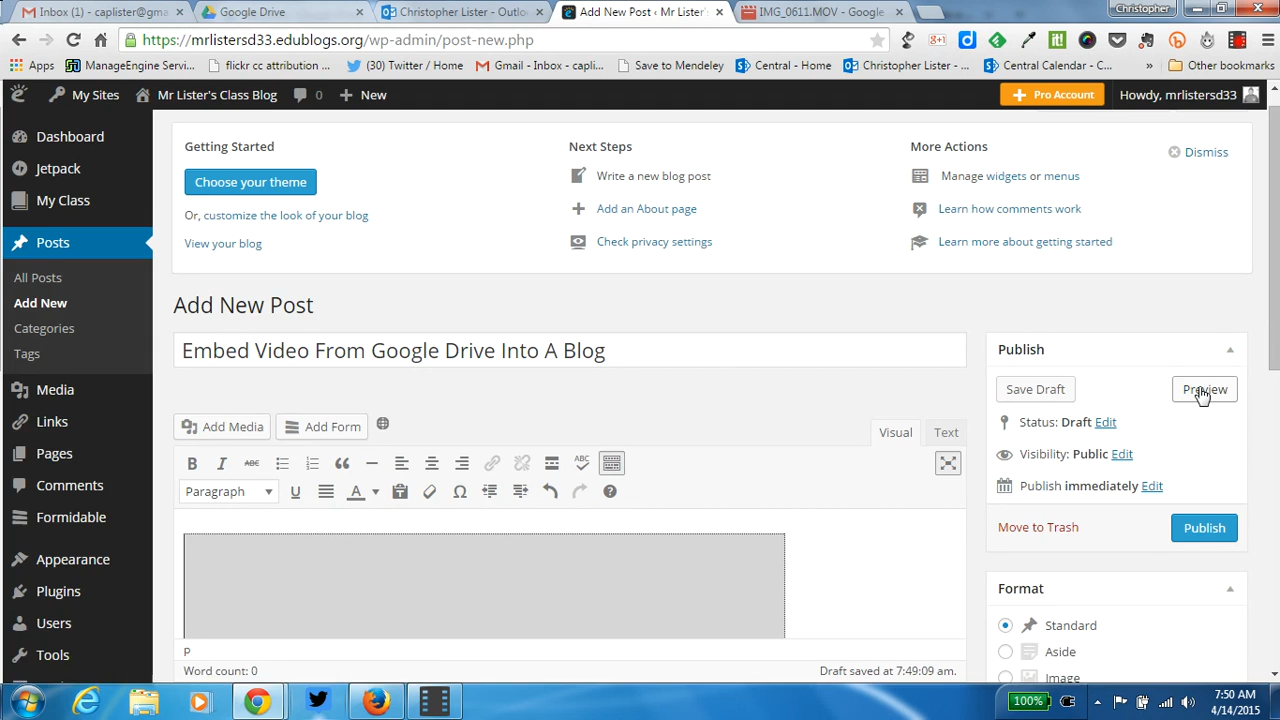 Christopher
Inbox (1) - caplister@gma
Google Drive
Christopher Lister - Outlo
Add New Post ‹ Mr Lister's
IMG_0611.MOV - Google
https://mrlistersd33.edublogs.org/wp-admin/post-new.php
Apps
ManageEngine Servi...
flickr cc attribution ...
(30) Twitter / Home
Gmail - Inbox - capli...
Save to Mendeley
Central - Home
Christopher Lister - ...
Central Calendar - C...
»
Other bookmarks
My Sites
Mr Lister's Class Blog
0
New
Pro Account
Howdy, mrlistersd33
Dashboard
Jetpack
My Class
Posts
All Posts
Add New
Categories
Tags
Media
Links
Pages
Comments
Formidable
Appearance
Plugins
Users
Tools
Getting Started
Choose your theme
Or, customize the look of your blog
View your blog
Next Steps
Write a new blog post
Add an About page
Check privacy settings
More Actions
Manage widgets or menus
Learn how comments work
Learn more about getting started
Dismiss
Add New Post
Embed Video From Google Drive Into A Blog
Add Media
Add Form
Visual
Text
B I ABC
ABC
Paragraph
U A
p
Word count: 0
Draft saved at 7:49:09 am.
Publish
Save Draft
Preview
Status: Draft Edit
Visibility: Public Edit
Publish immediately Edit
Move to Trash
Publish
Format
Standard
Aside
Image
100%
7:50 AM
4/14/2015